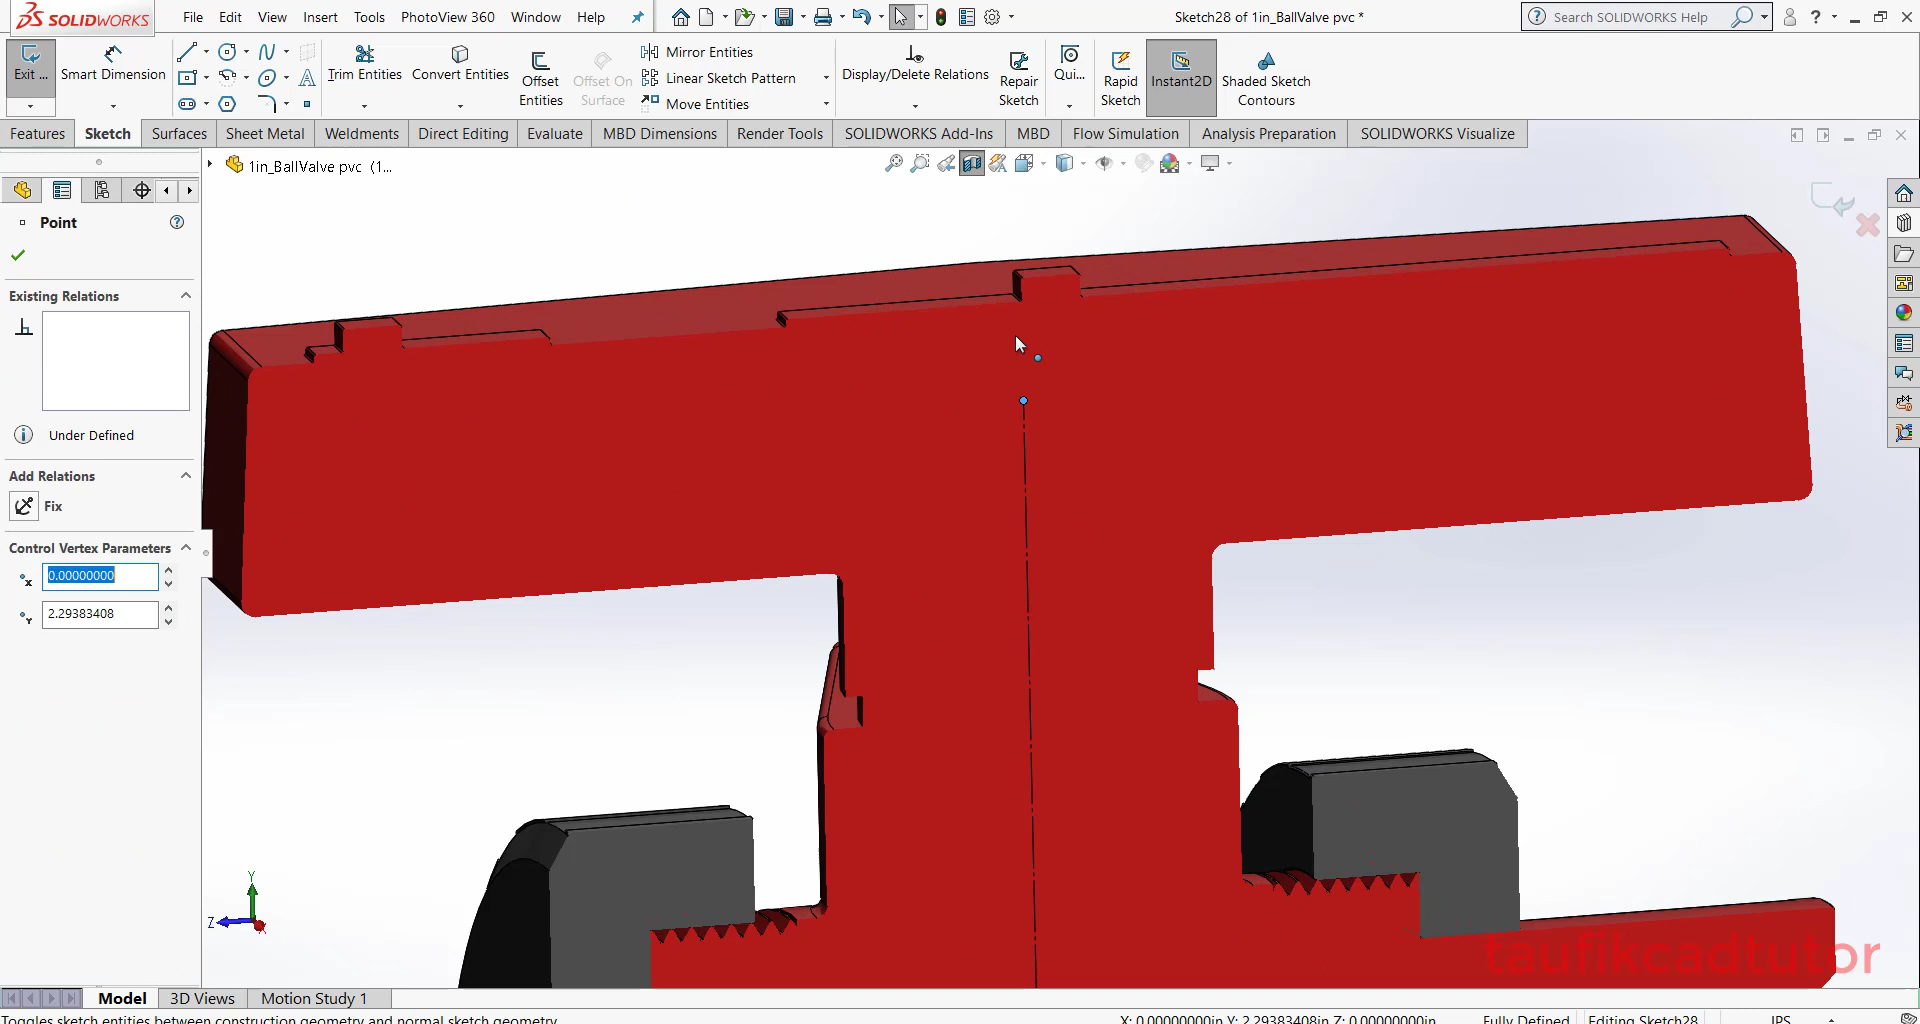 SOLIDWORKS
File Edit View Insert Tools PhotoView 360 Window Help
Sketch28 of 1in_BallValve pvc *
Search SOLIDWORKS Help
Exit ...
Smart Dimension
Trim Entities
Convert Entities
Offset Entities
Offset On Surface
Mirror Entities
Linear Sketch Pattern
Move Entities
Display/Delete Relations
Repair Sketch
Qui...
Rapid Sketch
Instant2D
Shaded Sketch Contours
Features Sketch Surfaces Sheet Metal Weldments Direct Editing Evaluate MBD Dimensions Render Tools SOLIDWORKS Add-Ins MBD Flow Simulation Analysis Preparation SOLIDWORKS Visualize
1in_BallValve pvc (1...
Point
Existing Relations
Under Defined
Add Relations
Fix
Control Vertex Parameters
X 0.00000000
Y 2.29383408
Y
Z
X
taufikcadtutor
Model 3D Views Motion Study 1
Toggles sketch entities between construction geometry and normal sketch geometry.
X: 0.00000000in Y: 2.29383408in Z: 0.00000000in Fully Defined Editing Sketch28 IPS